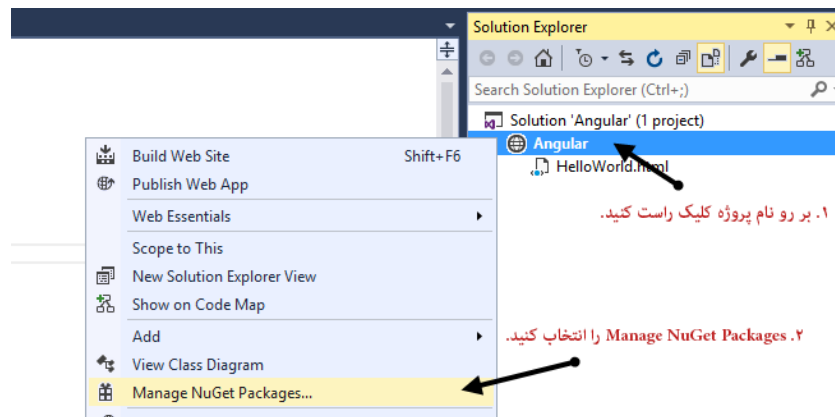 Solution Explorer
Search Solution Explorer (Ctrl+;)
Solution 'Angular' (1 project)
Angular
HelloWorld.html
Build Web Site Shift+F6
Publish Web App
Web Essentials
Scope to This
New Solution Explorer View
Show on Code Map
Add
View Class Diagram
Manage NuGet Packages...
۱. بر رو نام پروژه کلیک راست کنید.
۲. Manage NuGet Packages را انتخاب کنید.